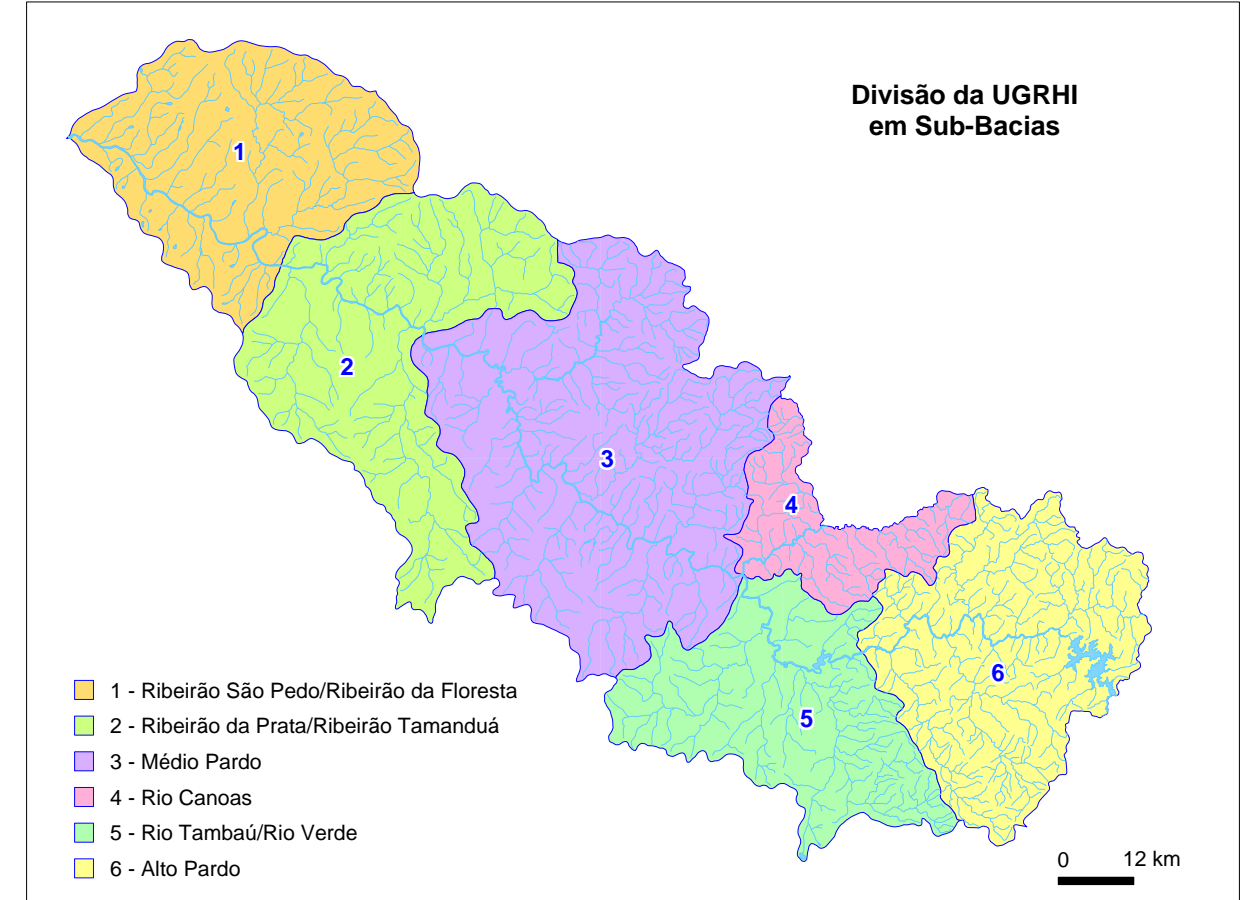 Divisão da UGRHI
em Sub-Bacias
1
2
3
4
5
6
1 - Ribeirão São Pedo/Ribeirão da Floresta
2 - Ribeirão da Prata/Ribeirão Tamanduá
3 - Médio Pardo
4 - Rio Canoas
5 - Rio Tambaú/Rio Verde
6 - Alto Pardo
0 12 km